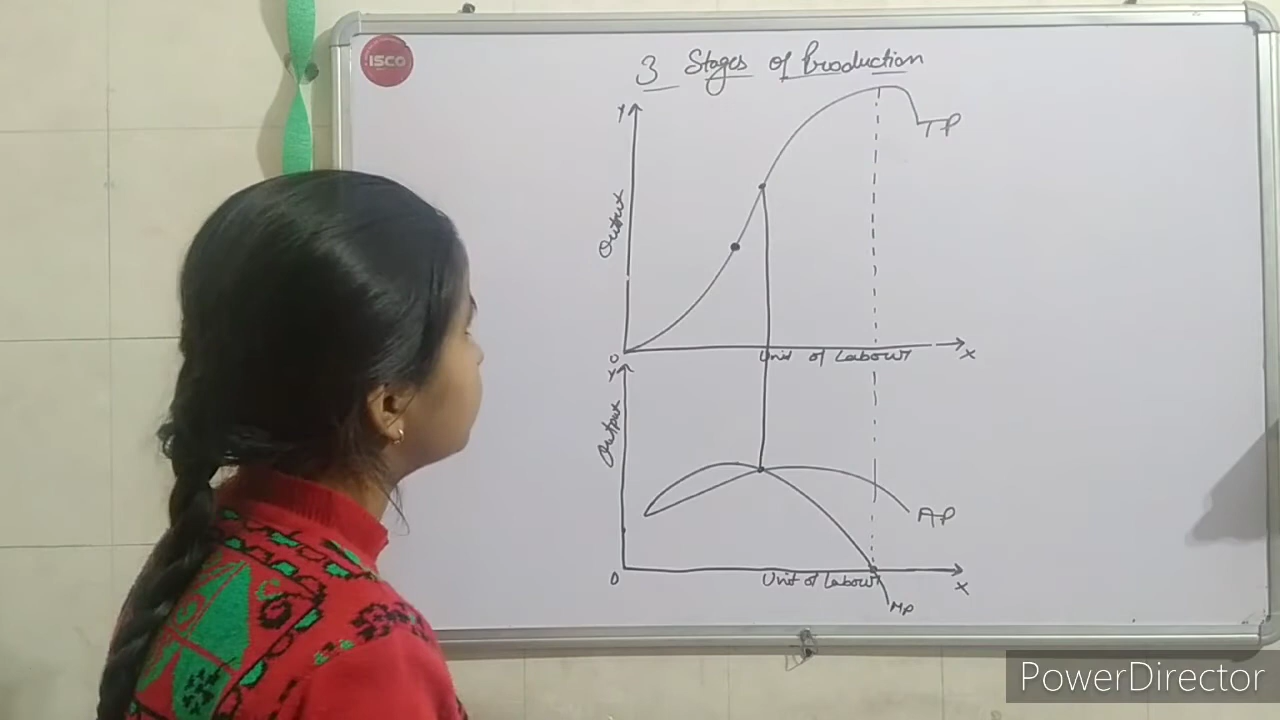 ISCO
3 Stages of Production
Y
TP
Output
O
Unit of Labour
X
Y
Output
AP
O
Unit of Labour
X
MP
PowerDirector